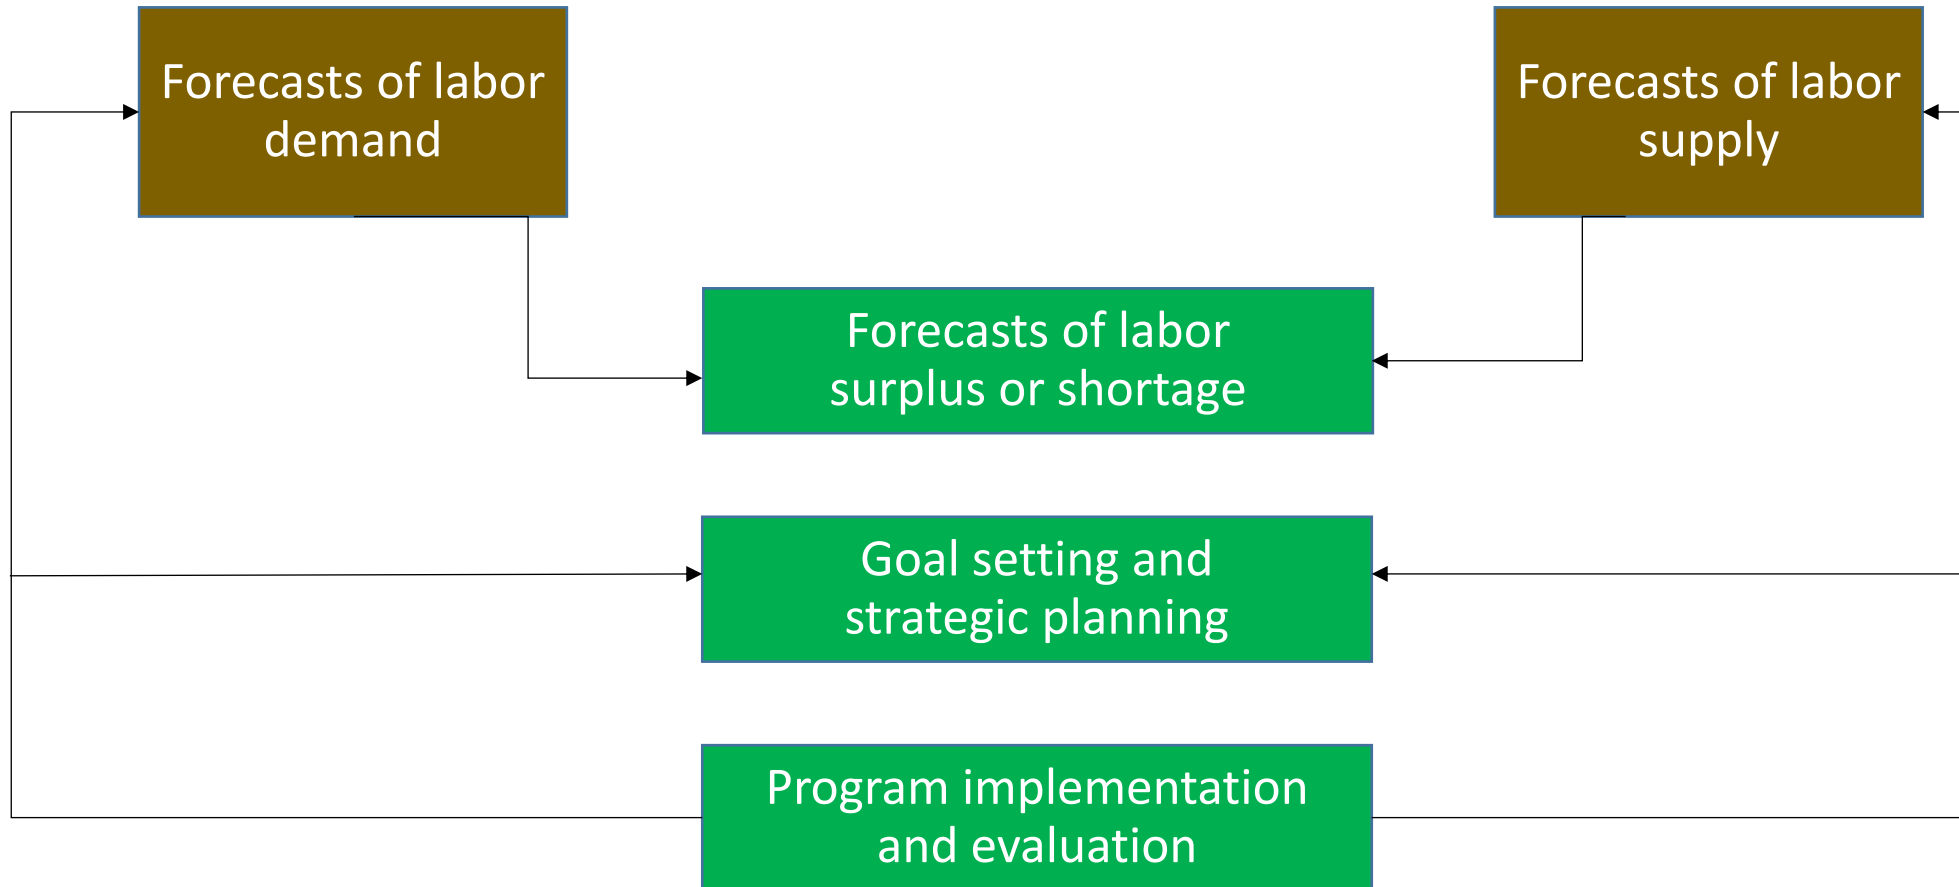 Forecasts of labor
demand
Forecasts of labor
supply
Forecasts of labor
surplus or shortage
Goal setting and
strategic planning
Program implementation
and evaluation